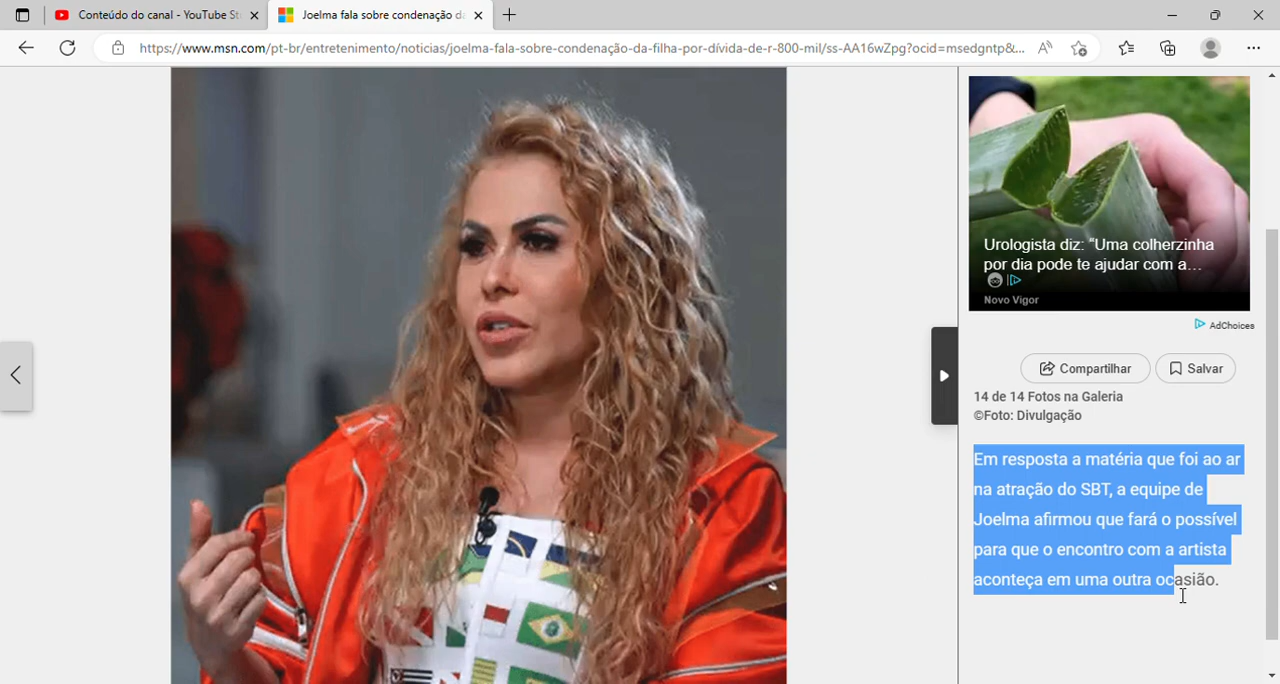 Conteúdo do canal - YouTube St
Joelma fala sobre condenação da
https://www.msn.com/pt-br/entretenimento/noticias/joelma-fala-sobre-condenação-da-filha-por-dívida-de-r-800-mil/ss-AA16wZpg?ocid=msedgntp&...
Urologista diz: “Uma colherzinha
por dia pode te ajudar com a...
Novo Vigor
AdChoices
Compartilhar
Salvar
14 de 14 Fotos na Galeria
©Foto: Divulgação
Em resposta a matéria que foi ao ar
na atração do SBT, a equipe de
Joelma afirmou que fará o possível
para que o encontro com a artista
aconteça em uma outra ocasião.